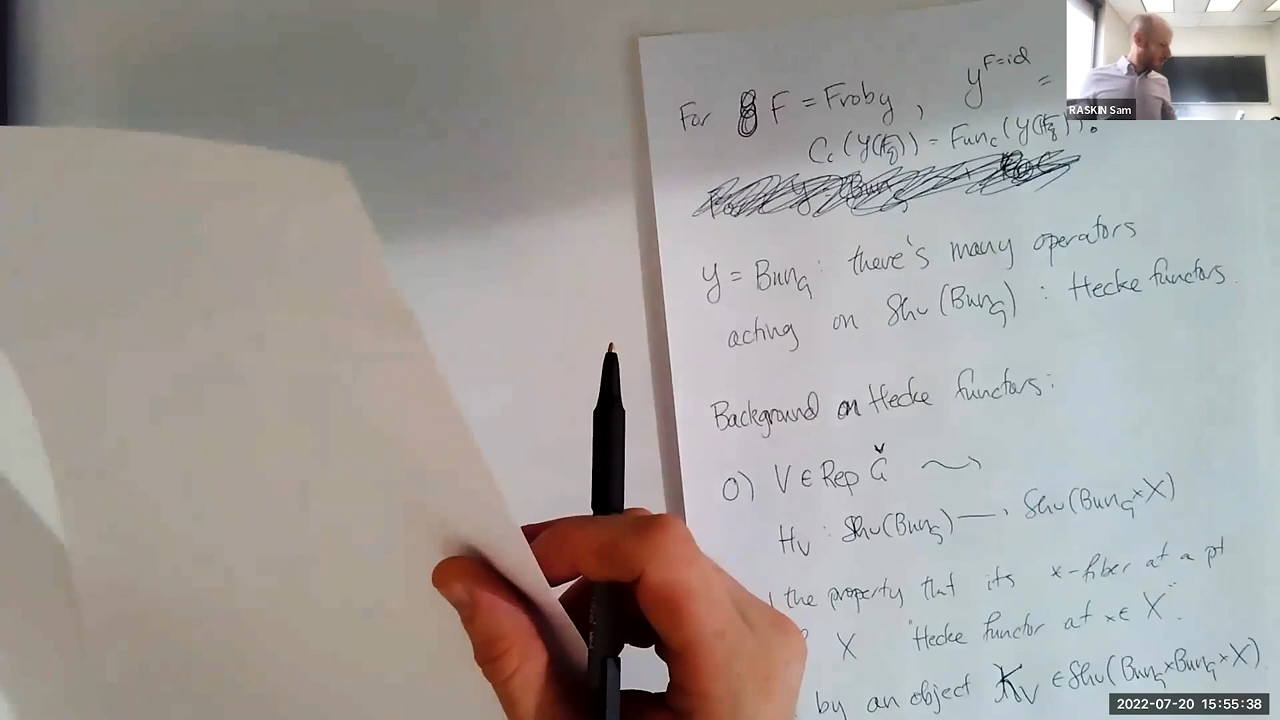 For F = Frob_y , y^{F=id} =
C_c(y(F_q)) = Fun_c(y(F_q)).
y = Bun_G : there's many operators
acting on Shv(Bun_G) : Hecke functors.
Background on Hecke functors:
0) V ∈ Rep Ǧ ⇝
H_V : Shv(Bun_G) → Shv(Bun_G × X)
the property that its *-fiber at a pt
X "Hecke functor at x ∈ X".
by an object K_V ∈ Shv(Bun_G × Bun_G × X)
RASKIN Sam
2022-07-20 15:55:38